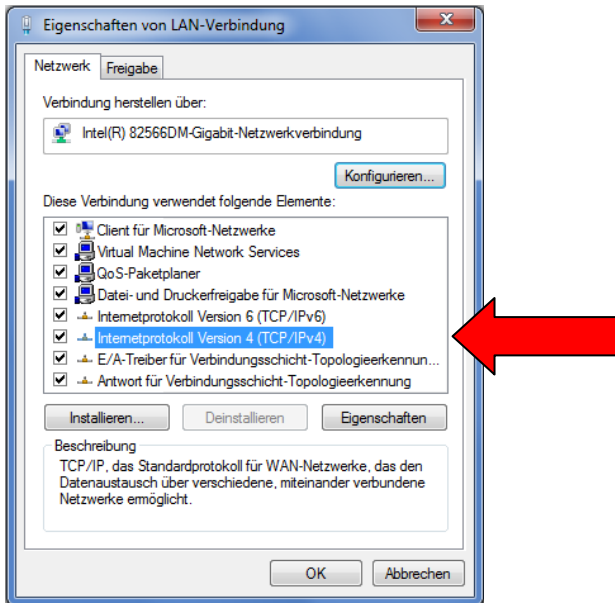 Eigenschaften von LAN-Verbindung
Netzwerk Freigabe
Verbindung herstellen über:
Intel(R) 82566DM-Gigabit-Netzwerkverbindung
Konfigurieren...
Diese Verbindung verwendet folgende Elemente:
Client für Microsoft-Netzwerke
Virtual Machine Network Services
QoS-Paketplaner
Datei- und Druckerfreigabe für Microsoft-Netzwerke
Internetprotokoll Version 6 (TCP/IPv6)
Internetprotokoll Version 4 (TCP/IPv4)
E/A-Treiber für Verbindungsschicht-Topologieerkennun...
Antwort für Verbindungsschicht-Topologieerkennung
Installieren... Deinstallieren Eigenschaften
Beschreibung
TCP/IP, das Standardprotokoll für WAN-Netzwerke, das den
Datenaustausch über verschiedene, miteinander verbundene
Netzwerke ermöglicht.
OK Abbrechen